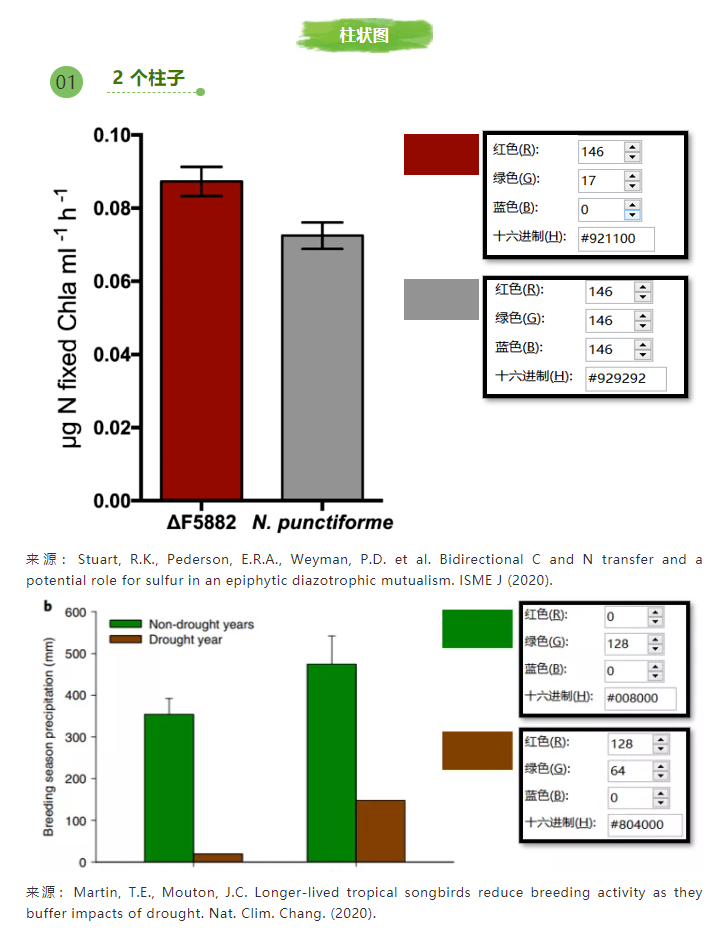 柱状图
01
2 个柱子
0.10
0.08
0.06
0.04
0.02
0.00
µg N fixed Chla ml -1 h -1
ΔF5882
N. punctiforme
红色(R): 146
绿色(G): 17
蓝色(B): 0
十六进制(H): #921100
红色(R): 146
绿色(G): 146
蓝色(B): 146
十六进制(H): #929292
来源：Stuart, R.K., Pederson, E.R.A., Weyman, P.D. et al. Bidirectional C and N transfer and a
potential role for sulfur in an epiphytic diazotrophic mutualism. ISME J (2020).
b
600
500
400
300
200
100
0
Breeding season precipitation (mm)
Non-drought years
Drought year
红色(R): 0
绿色(G): 128
蓝色(B): 0
十六进制(H): #008000
红色(R): 128
绿色(G): 64
蓝色(B): 0
十六进制(H): #804000
来源：Martin, T.E., Mouton, J.C. Longer-lived tropical songbirds reduce breeding activity as they
buffer impacts of drought. Nat. Clim. Chang. (2020).